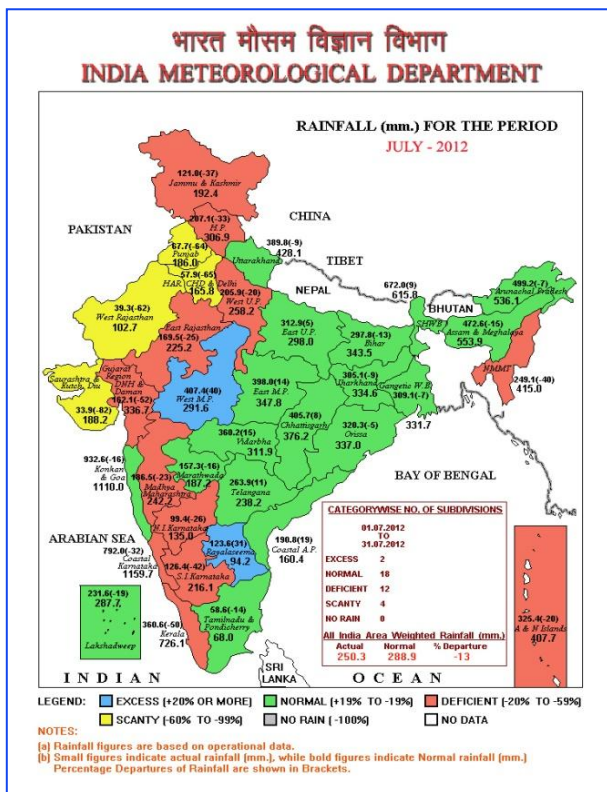 भारत मौसम विज्ञान विभाग
INDIA METEOROLOGICAL DEPARTMENT
RAINFALL (mm.) FOR THE PERIOD
JULY - 2012
121.0(-37)
Jammu & Kashmir
192.4
207.1(-33)
H.P.
306.9
CHINA
PAKISTAN
67.7(-64)
Punjab
186.0
389.8(-9)
428.1
Uttarakhand
TIBET
57.9(-65)
HAR. CHD & Delhi
165.8
NEPAL
672.0(9)
615.8
499.2(-7)
Arunachal Pradesh
536.1
BHUTAN
39.3(-62)
West Rajasthan
102.7
205.9(-20)
West U.P.
258.2
East Rajasthan
169.5(-25)
225.2
312.9(5)
East U.P.
298.0
297.8(-13)
Bihar
343.5
SHWB
472.6(-15)
Assam & Meghalaya
553.9
NMMT
249.1(-40)
415.0
Saurashtra &
Kutch, Diu
33.9(-82)
188.2
Gujarat
Region
DNH &
Daman
162.1(-52)
336.7
407.4(40)
West M.P.
291.6
398.0(14)
East M.P.
347.8
305.1(-9)
Jharkhand
334.6
Gangetic W.B.
309.1(-7)
331.7
405.7(8)
Chhattisgarh
376.2
320.3(-5)
Orissa
337.0
360.2(15)
Vidarbha
311.9
932.6(-16)
Konkan
& Goa
1110.0
186.5(-23)
Madhya
Maharashtra
242.2
157.3(-16)
Marathwada
187.2
263.9(11)
Telangana
238.2
BAY OF BENGAL
ARABIAN SEA
792.0(-32)
Coastal
Karnataka
1159.7
99.4(-26)
N.I.Karnataka
135.0
123.6(31)
Rayalaseema
94.2
190.8(19)
Coastal A.P.
160.4
126.4(-42)
S.I.Karnataka
216.1
231.6(-19)
287.7
Lakshadweep
360.6(-50)
Kerala
726.1
58.6(-14)
Tamilnadu &
Pondicherry
68.0
CATEGORYWISE NO. OF SUBDIVISIONS
01.07.2012
TO
31.07.2012
EXCESS 2
NORMAL 18
DEFICIENT 12
SCANTY 4
NO RAIN 0
All India Area Weighted Rainfall (mm.)
Actual Normal % Departure
250.3 288.9 -13
325.4(-20)
A & N Islands
407.7
SRI
LANKA
INDIAN OCEAN
LEGEND: EXCESS (+20% OR MORE) NORMAL (+19% TO -19%) DEFICIENT (-20% TO -59%)
SCANTY (-60% TO -99%) NO RAIN (-100%) NO DATA
NOTES:
(a) Rainfall figures are based on operational data.
(b) Small figures indicate actual rainfall (mm.), while bold figures indicate Normal rainfall (mm.)
Percentage Departures of Rainfall are shown in Brackets.